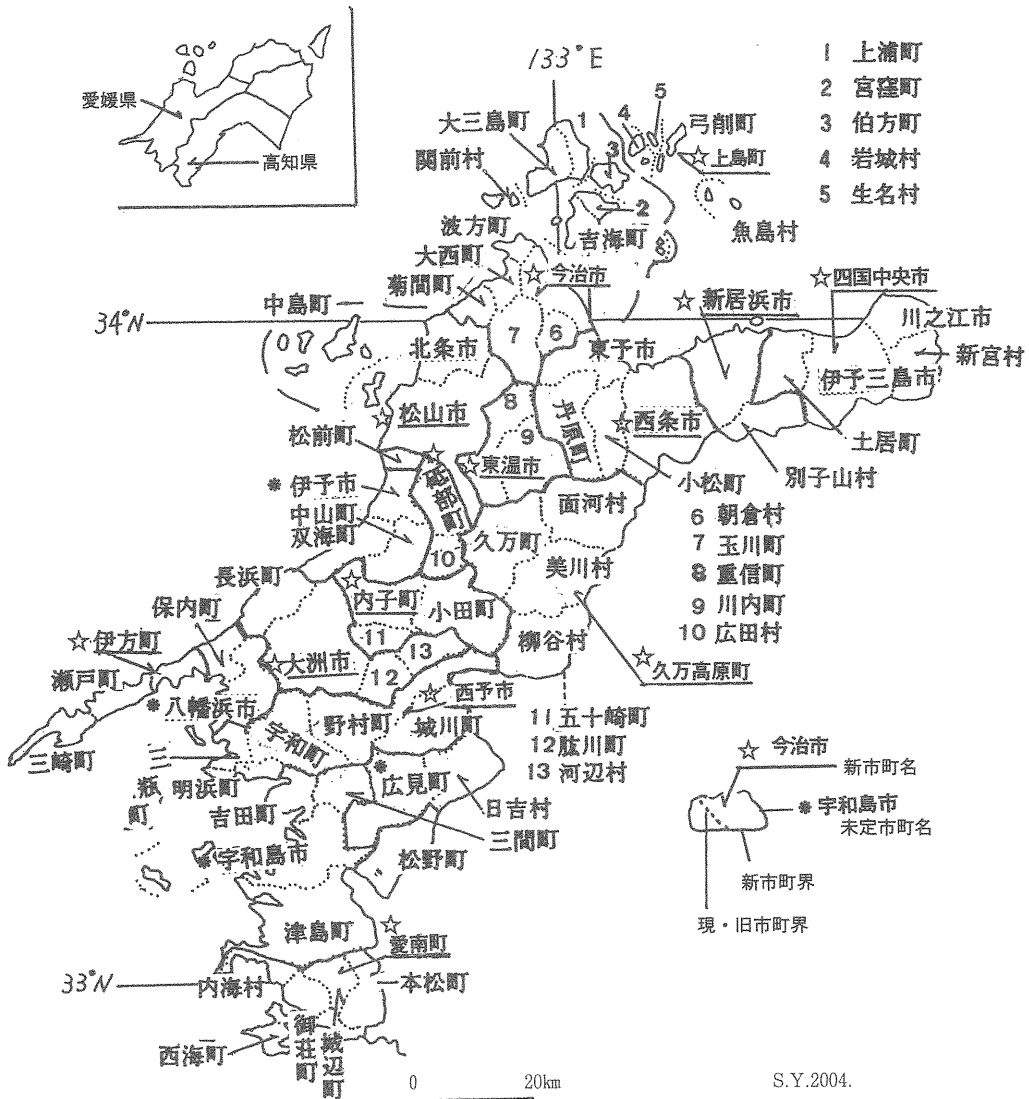 愛媛県
高知県
133°E
1 上浦町
2 宮窪町
3 伯方町
4 岩城村
5 生名村
大三島町
1
4
5
弓削町
関前村
3
☆上島町
2
波方町
吉海町
魚島村
大西町
☆今治市
菊間町
中島町
☆新居浜市
☆四国中央市
34°N
川之江市
7
6
北条市
東予市
新宮村
伊予三島市
8
丹原町
☆松山市
9
☆西条市
土居町
松前町
☆砥部町
☆東温市
別子山村
小松町
*伊予市
面河村
中山町
双海町
久万町
10
美川村
6 朝倉村
7 玉川町
8 重信町
9 川内町
10 広田村
長浜町
保内町
☆内子町
小田町
☆伊方町
11
13
柳谷村
☆久万高原町
瀬戸町
☆大洲市
12
☆西予市
*八幡浜市
野村町
城川町
宇和町
11 五十崎町
12 肱川町
13 河辺村
三崎町
三
瓶
町
明浜町
*広見町
日吉村
吉田町
三間町
*宇和島市
松野町
☆今治市
新市町名
*宇和島市
未定市町名
新市町界
現・旧市町界
津島町
☆愛南町
33°N
内海村
本松町
御荘町
城辺町
西海町
0 20km
S.Y.2004.